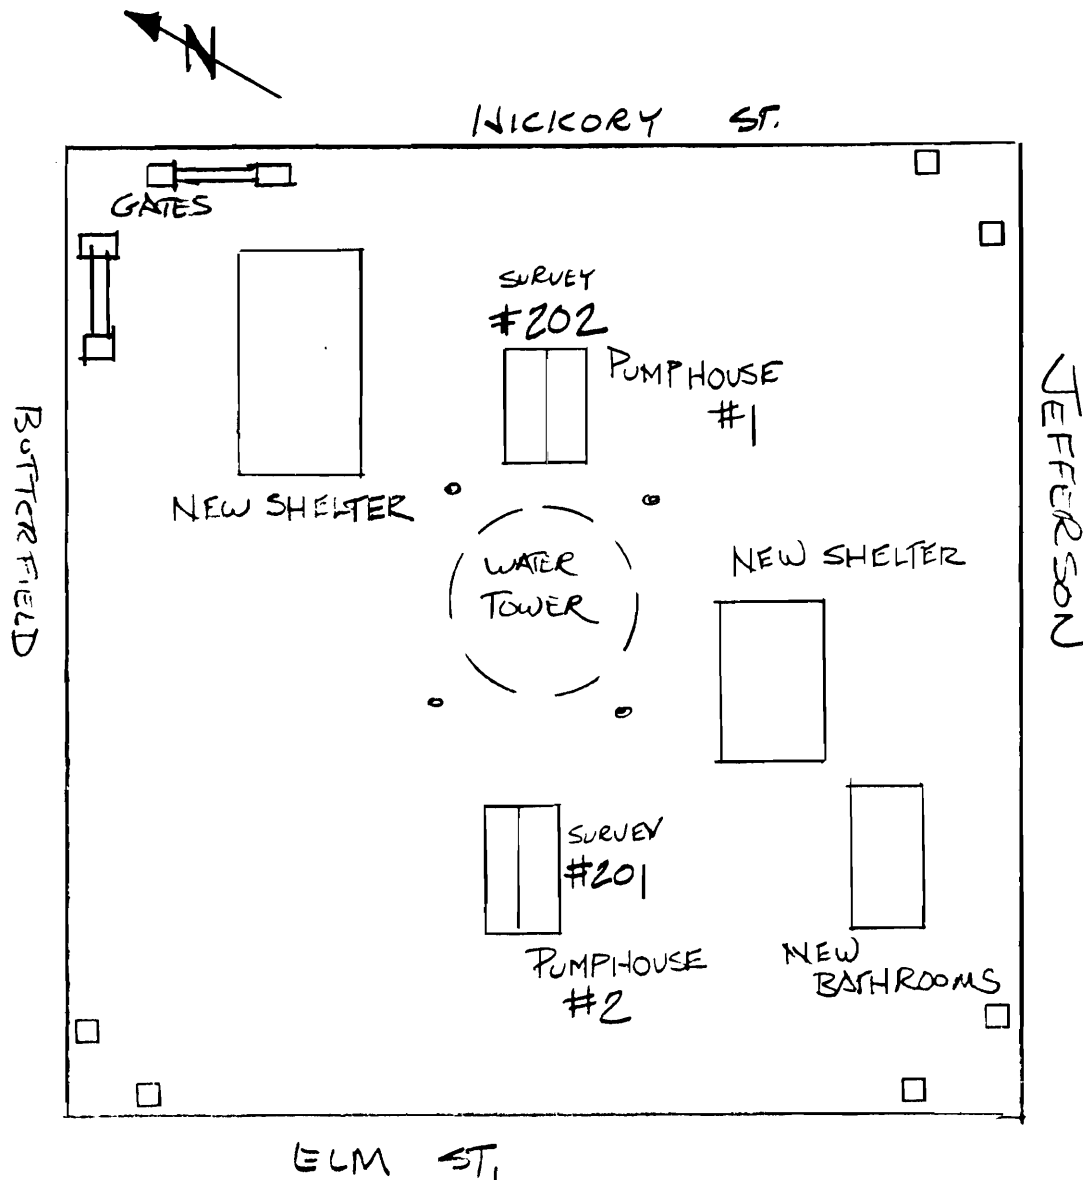 N
HICKORY ST.
GATES
SURVEY
#202
PUMPHOUSE
#1
BUTTERFIELD
JEFFERSON
NEW SHELTER
WATER
TOWER
NEW SHELTER
SURVEY
#201
PUMPHOUSE
#2
NEW
BATHROOMS
ELM ST.